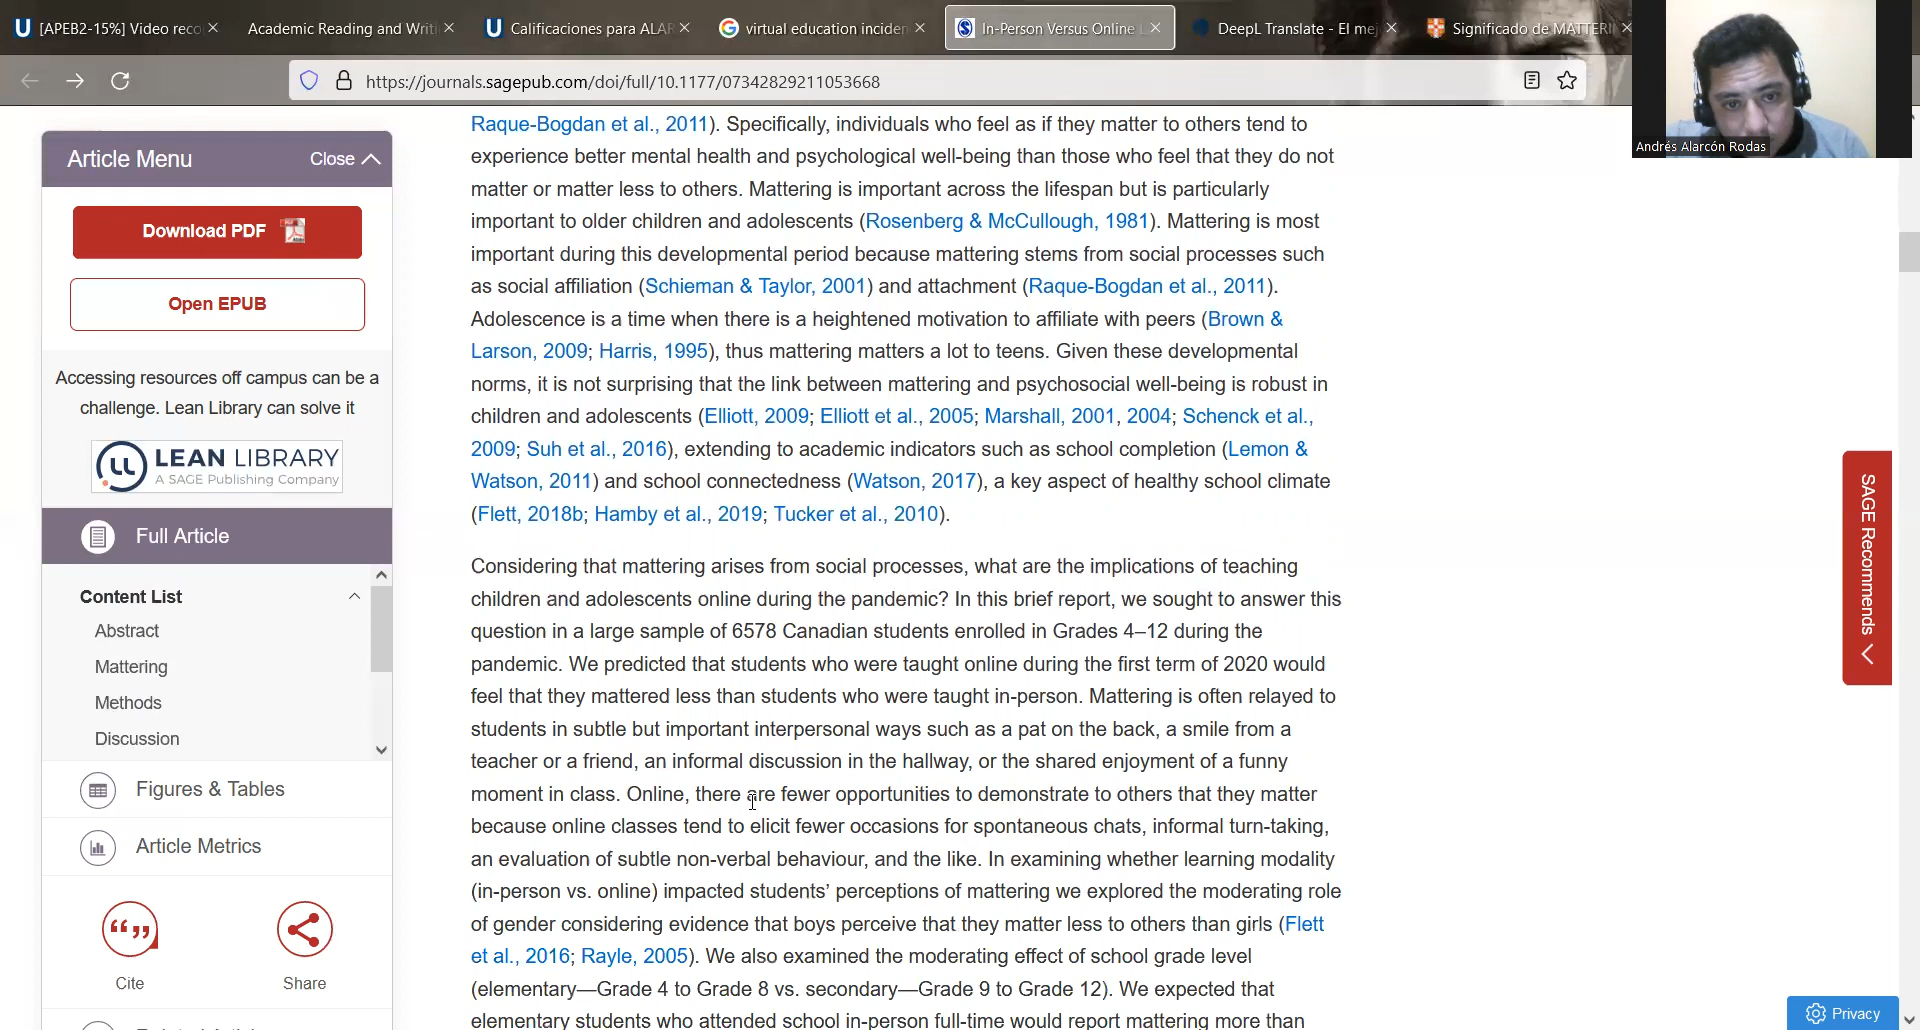 [APEB2-15%] Video reco
Academic Reading and Writi
Calificaciones para ALAR
virtual education inciden
In-Person Versus Online L
DeepL Translate - El mej
Significado de MATTERIN
https://journals.sagepub.com/doi/full/10.1177/07342829211053668
Andrés Alarcón Rodas
Article Menu
Close
Download PDF
Open EPUB
Accessing resources off campus can be a
challenge. Lean Library can solve it
LEAN LIBRARY
A SAGE Publishing Company
Full Article
Content List
Abstract
Mattering
Methods
Discussion
Figures & Tables
Article Metrics
Cite
Share
Raque-Bogdan et al., 2011). Specifically, individuals who feel as if they matter to others tend to
experience better mental health and psychological well-being than those who feel that they do not
matter or matter less to others. Mattering is important across the lifespan but is particularly
important to older children and adolescents (Rosenberg & McCullough, 1981). Mattering is most
important during this developmental period because mattering stems from social processes such
as social affiliation (Schieman & Taylor, 2001) and attachment (Raque-Bogdan et al., 2011).
Adolescence is a time when there is a heightened motivation to affiliate with peers (Brown &
Larson, 2009; Harris, 1995), thus mattering matters a lot to teens. Given these developmental
norms, it is not surprising that the link between mattering and psychosocial well-being is robust in
children and adolescents (Elliott, 2009; Elliott et al., 2005; Marshall, 2001, 2004; Schenck et al.,
2009; Suh et al., 2016), extending to academic indicators such as school completion (Lemon &
Watson, 2011) and school connectedness (Watson, 2017), a key aspect of healthy school climate
(Flett, 2018b; Hamby et al., 2019; Tucker et al., 2010).
Considering that mattering arises from social processes, what are the implications of teaching
children and adolescents online during the pandemic? In this brief report, we sought to answer this
question in a large sample of 6578 Canadian students enrolled in Grades 4–12 during the
pandemic. We predicted that students who were taught online during the first term of 2020 would
feel that they mattered less than students who were taught in-person. Mattering is often relayed to
students in subtle but important interpersonal ways such as a pat on the back, a smile from a
teacher or a friend, an informal discussion in the hallway, or the shared enjoyment of a funny
moment in class. Online, there are fewer opportunities to demonstrate to others that they matter
because online classes tend to elicit fewer occasions for spontaneous chats, informal turn-taking,
an evaluation of subtle non-verbal behaviour, and the like. In examining whether learning modality
(in-person vs. online) impacted students’ perceptions of mattering we explored the moderating role
of gender considering evidence that boys perceive that they matter less to others than girls (Flett
et al., 2016; Rayle, 2005). We also examined the moderating effect of school grade level
(elementary—Grade 4 to Grade 8 vs. secondary—Grade 9 to Grade 12). We expected that
elementary students who attended school in-person full-time would report mattering more than
SAGE Recommends
Privacy